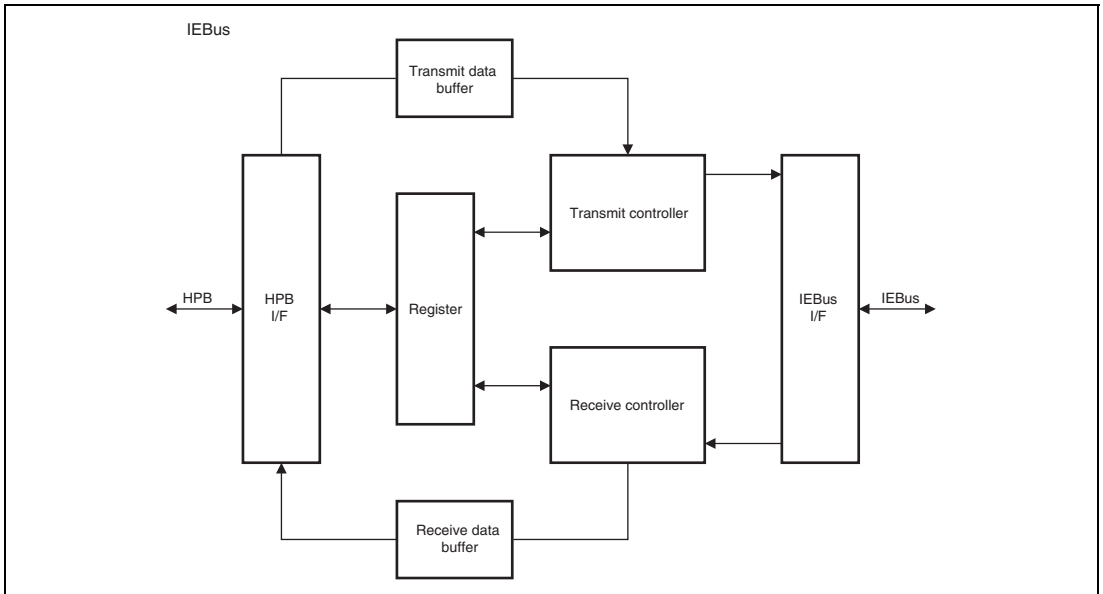 IEBus
Transmit data
buffer
Transmit controller
HPB
HPB
I/F
Register
IEBus
I/F
IEBus
Receive controller
Receive data
buffer